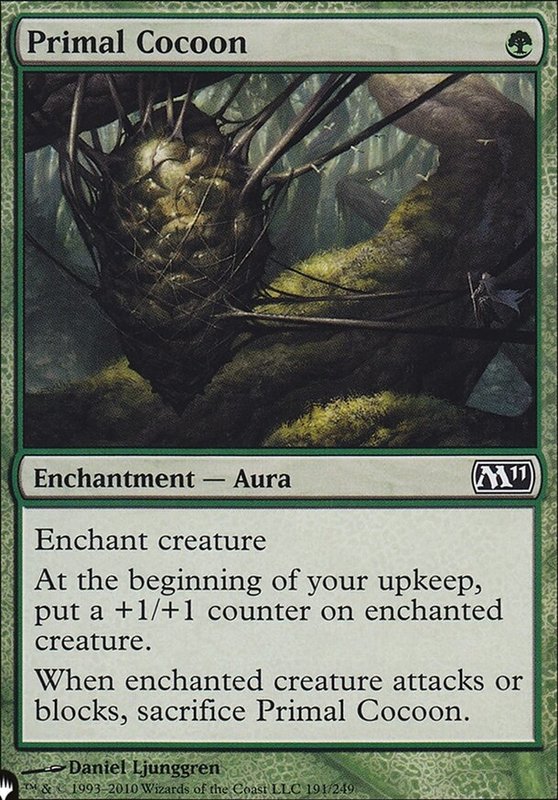 Primal Cocoon
Enchantment — Aura
M11
Enchant creature
At the beginning of your upkeep,
put a +1/+1 counter on enchanted
creature.
When enchanted creature attacks or
blocks, sacrifice Primal Cocoon.
Daniel Ljunggren
™ & © 1993–2010 Wizards of the Coast LLC 191/249